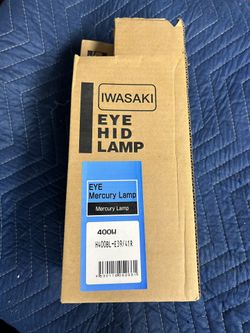 IWASAKI
EYE
HID
LAMP
EYE
Mercury Lamp
Mercury Lamp
400W
H400BL-E39/41R